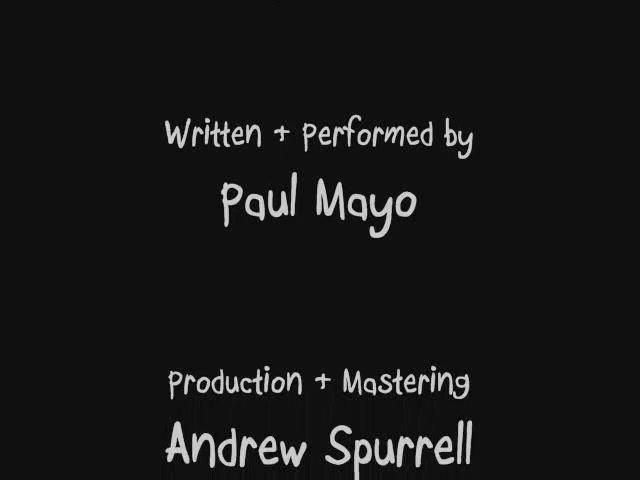 Written + Performed by
Paul Mayo
Production + Mastering
Andrew Spurrell